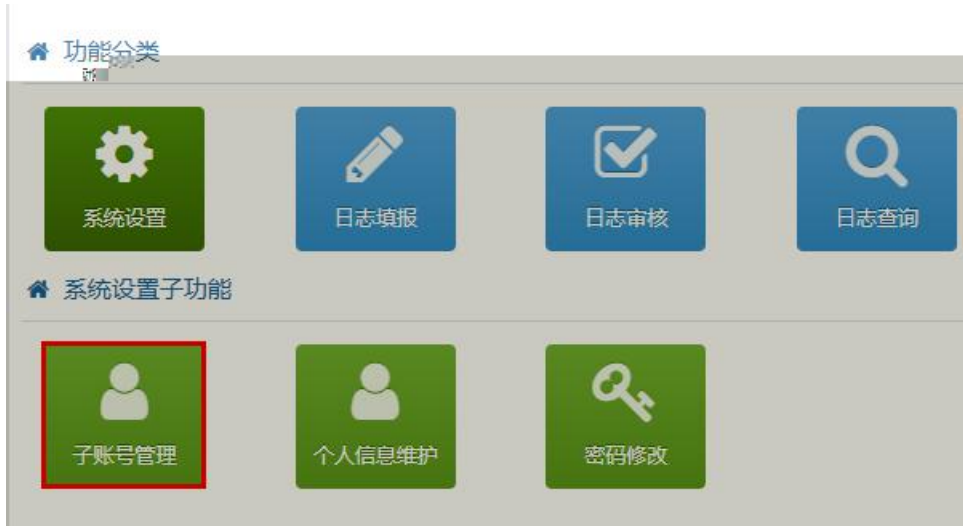 功能分类
系统设置
日志填报
日志审核
日志查询
系统设置子功能
子账号管理
个人信息维护
密码修改